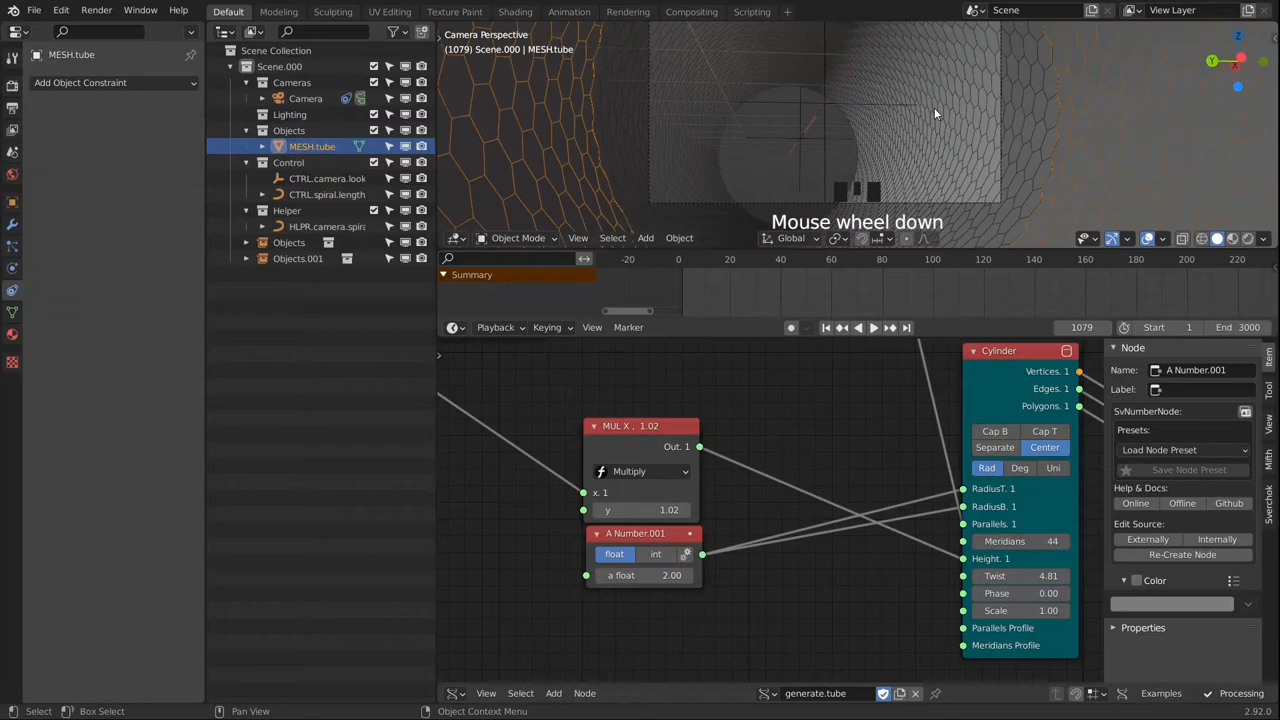 File Edit Render Window Help Default Modeling Sculpting UV Editing Texture Paint Shading Animation Rendering Compositing Scripting Scene View Layer
MESH.tube
Add Object Constraint
Scene Collection
Scene.000
Cameras
Camera
Lighting
Objects
MESH.tube
Control
CTRL.camera.look
CTRL.spiral.length
Helper
HLPR.camera.spira
Objects
Objects.001
Camera Perspective
(1079) Scene.000 | MESH.tube
Z
Y
X
Mouse wheel down
Object Mode View Select Add Object Global
-20 0 20 40 60 80 100 120 140 160 180 200 220
Summary
Playback Keying View Marker 1079 Start 1 End 3000
MUL X , 1.02
Out. 1
Multiply
x. 1
y 1.02
A Number.001
float int
a float 2.00
Cylinder
Vertices. 1
Edges. 1
Polygons. 1
Cap B Cap T
Separate Center
Rad Deg Uni
RadiusT. 1
RadiusB. 1
Parallels. 1
Meridians 44
Height. 1
Twist 4.81
Phase 0.00
Scale 1.00
Parallels Profile
Meridians Profile
Node
Name: A Number.001
Label:
SvNumberNode:
Presets:
Load Node Preset
Save Node Preset
Help & Docs:
Online Offline Github
Edit Source:
Externally Internally
Re-Create Node
Color
Properties
Item
Tool
View
Mith
Sverchok
View Select Add Node generate.tube Examples Processing
Select Box Select Pan View Object Context Menu 2.92.0